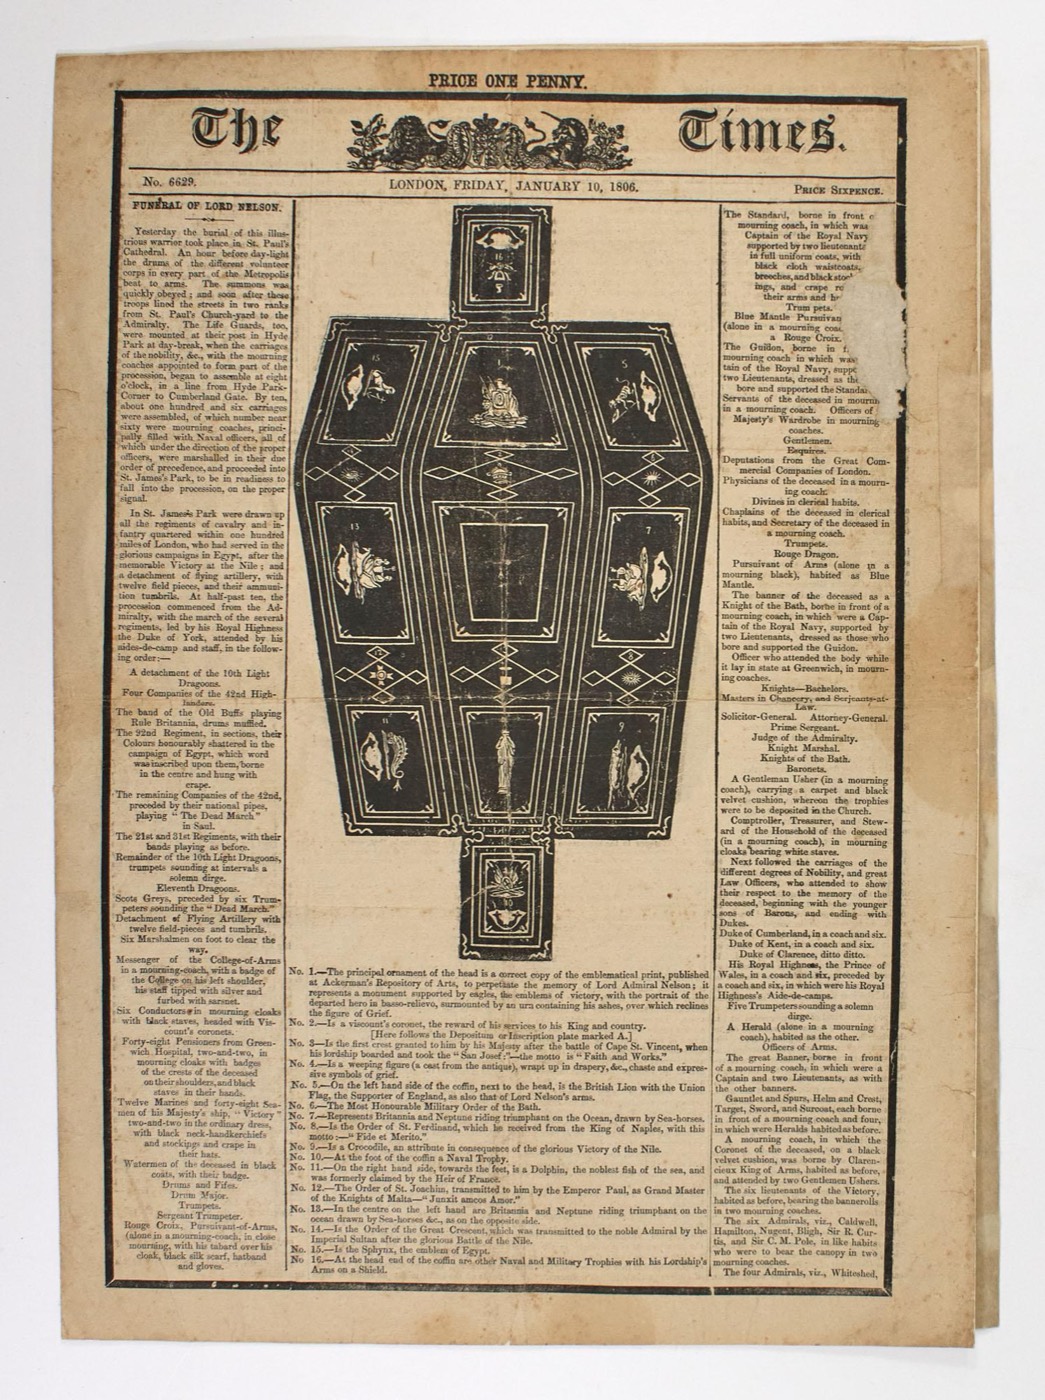 PRICE ONE PENNY.
The Times.
No. 6629.
LONDON, FRIDAY, JANUARY 10, 1806.
PRICE SIXPENCE.
FUNERAL OF LORD NELSON.
Yesterday the burial of this illus-
trious warrior took place in St. Paul's
Cathedral. An hour before day-light
the drums of the different volunteer
corps in every part of the Metropolis
beat to arms. The summons was
quickly obeyed; and soon after these
troops lined the streets in two ranks
from St. Paul's Church-yard to the
Admiralty. The Life Guards, too,
were mounted at their post in Hyde
Park at day-break, when the carriages
of the nobility, &c., with the mourning
coaches appointed to form part of the
procession, began to assemble at eight
o'clock, in a line from Hyde Park-
Corner to Cumberland Gate. By ten,
about one hundred and six carriages
were assembled, of which number near
sixty were mourning coaches, princi-
pally filled with Naval officers, all of
which under the direction of the proper
officers, were marshalled in their due
order of precedence, and proceeded into
St. James's Park, to be in readiness to
fall into the procession, on the proper
signal.
In St. James's Park were drawn up
all the regiments of cavalry and in-
fantry quartered within one hundred
miles of London, who had served in the
glorious campaigns in Egypt, after the
memorable Victory at the Nile; and
a detachment of flying artillery, with
twelve field pieces, and their ammuni-
tion tumbrils. At half-past ten, the
procession commenced from the Ad-
miralty, with the march of the several
regiments, led by his Royal Highness
the Duke of York, attended by his
aides-de-camp and staff, in the follow-
ing order:—
A detachment of the 10th Light
Dragoons.
Four Companies of the 42nd High-
landers.
The band of the Old Buffs playing
Rule Britannia, drums muffled.
The 92nd Regiment, in sections, their
Colours honourably shattered in the
campaign of Egypt, which word
was inscribed upon them, borne
in the centre and hung with
crape.
The remaining Companies of the 42nd,
preceded by their national pipes,
playing "The Dead March"
in Saul.
The 21st and 31st Regiments, with their
bands playing as before.
Remainder of the 10th Light Dragoons,
trumpets sounding at intervals a
solemn dirge.
Eleventh Dragoons.
Scots Greys, preceded by six Trum-
peters sounding the "Dead March."
Detachment of Flying Artillery with
twelve field-pieces and tumbrils.
Six Marshalmen on foot to clear the
way.
Messenger of the College-of-Arms
in a mourning-coach, with a badge of
the College on his left shoulder,
his staff tipped with silver and
furbed with sarsnet.
Six Conductors in mourning cloaks
with black staves, headed with Vis-
count's coronets.
Forty-eight Pensioners from Green-
wich Hospital, two-and-two, in
mourning cloaks with badges
of the crests of the deceased
on their shoulders, and black
staves in their hands.
Twelve Marines and forty-eight Sea-
men of his Majesty's ship, "Victory"
two-and-two in the ordinary dress,
with black neck-handkerchiefs
and stockings and crape in
their hats.
Watermen of the deceased in black
coats, with their badge.
Drums and Fifes.
Drum Major.
Trumpets.
Sergeant Trumpeter.
Rouge Croix, Pursuivant-of-Arms,
(alone in a mourning-coach, in close
mourning, with his tabard over his
cloak, black silk scarf, hatband
and gloves.
16
15
1
5
13
7
12
8
11
9
10
No. 1.—The principal ornament of the head is a correct copy of the emblematical print, published
at Ackerman's Repository of Arts, to perpetuate the memory of Lord Admiral Nelson; it
represents a monument supported by eagles, the emblems of victory, with the portrait of the
departed hero in basso-relievo, surmounted by an urn containing his ashes, over which reclines
the figure of Grief.
No. 2.—Is a viscount's coronet, the reward of his services to his King and country.
[Here follows the Depositum or Inscription plate marked A.]
No. 3—Is the first crest granted to him by his Majesty after the battle of Cape St. Vincent, when
his lordship boarded and took the "San Josef:"—the motto is "Faith and Works."
No. 4.—Is a weeping figure (a cast from the antique), wrapt up in drapery, &c., chaste and expres-
sive symbols of grief.
No. 5.—On the left hand side of the coffin, next to the head, is the British Lion with the Union
Flag, the Supporter of England, as also that of Lord Nelson's arms.
No. 6.—The Most Honourable Military Order of the Bath.
No. 7.—Represents Britannia and Neptune riding triumphant on the Ocean, drawn by Sea-horses.
No. 8.—Is the Order of St. Ferdinand, which he received from the King of Naples, with this
motto:—"Fide et Merito."
No. 9.—Is a Crocodile, an attribute in consequence of the glorious Victory of the Nile.
No. 10.—At the foot of the coffin a Naval Trophy.
No. 11.—On the right hand side, towards the feet, is a Dolphin, the noblest fish of the sea, and
was formerly claimed by the Heir of France.
No. 12.—The Order of St. Joachim, transmitted to him by the Emperor Paul, as Grand Master
of the Knights of Malta—"Junxit amcos Amor."
No. 13.—In the centre on the left hand are Britannia and Neptune riding triumphant on the
ocean drawn by Sea-horses &c., as on the opposite side.
No. 14.—Is the Order of the Great Crescent, which was transmitted to the noble Admiral by the
Imperial Sultan after the glorious Battle of the Nile.
No. 15.—Is the Sphynx, the emblem of Egypt.
No 16.—At the head end of the coffin are other Naval and Military Trophies with his Lordship's
Arms on a Shield.
The Standard, borne in front
mourning coach, in which was
Captain of the Royal Navy
supported by two lieutenants
in full uniform coats, with
black cloth waistcoats,
breeches, and black
ings, and crape
their arms and
Trumpets.
Blue Mantle
(alone in a mourning
a Rouge Croix.
The Guidon, borne in
mourning coach in which was
tain of the Royal Navy,
two Lieutenants, dressed as
bore and supported the
Servants of the deceased in
in a mourning coach. Officers of
Majesty's Wardrobe in mourning
coaches.
Gentlemen.
Esquires.
Deputations from the Great Com-
mercial Companies of London.
Physicians of the deceased in a mourn-
ing coach.
Divines in clerical habits.
Chaplains of the deceased in clerical
habits, and Secretary of the deceased in
a mourning coach.
Trumpets.
Rouge Dragon.
Pursuivant of Arms (alone in a
mourning black), habited as Blue
Mantle.
The banner of the deceased as a
Knight of the Bath, borne in front of a
mourning coach, in which were a Cap-
tain of the Royal Navy, supported by
two Lieutenants, dressed as those who
bore and supported the Guidon.
Officer who attended the body while
it lay in state at Greenwich, in mourn-
ing coaches.
Knights—Bachelors.
Masters in Chancery, and Serjeants-at-
Law.
Solicitor-General. Attorney-General.
Prime Sergeant.
Judge of the Admiralty.
Knight Marshal.
Knights of the Bath.
Baronets.
A Gentleman Usher (in a mourning
coach), carrying a carpet and black
velvet cushion, whereon the trophies
were to be deposited in the Church.
Comptroller, Treasurer, and Stew-
ard of the Household of the deceased
(in a mourning coach), in mourning
cloaks bearing white staves.
Next followed the carriages of the
different degrees of Nobility, and great
Law Officers, who attended to show
their respect to the memory of the
deceased, beginning with the younger
sons of Barons, and ending with
Dukes.
Duke of Cumberland, in a coach and six.
Duke of Kent, in a coach and six.
Duke of Clarence, ditto ditto.
His Royal Highness, the Prince of
Wales, in a coach and six, preceded by
a coach and six, in which were his Royal
Highness's Aide-de-camps.
Five Trumpeters sounding a solemn
dirge.
A Herald (alone in a mourning
coach), habited as the other.
Officers of Arms.
The great Banner, borne in front
of a mourning coach, in which were a
Captain and two Lieutenants, as with
the other banners.
Gauntlet and Spurs, Helm and Crest,
Target, Sword, and Surcoat, each borne
in front of a mourning coach and four,
in which were Heralds habited as before.
A mourning coach, in which the
Coronet of the deceased, on a black
velvet cushion, was borne by Claren-
cieux King of Arms, habited as before,
and attended by two Gentlemen Ushers.
The six lieutenants of the Victory,
habited as before, bearing the bannerolls
in two mourning coaches.
The six Admirals, viz., Caldwell,
Hamilton, Nugent, Bligh, Sir R. Cur-
tis, and Sir C. M. Pole, in like habits
who were to bear the canopy in two
mourning coaches.
The four Admirals, viz., Whiteshed,